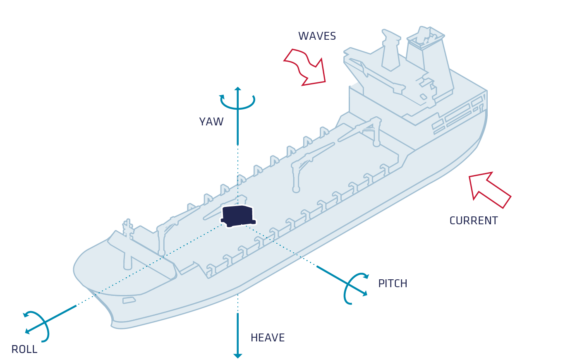 WAVES
YAW
CURRENT
PITCH
HEAVE
ROLL